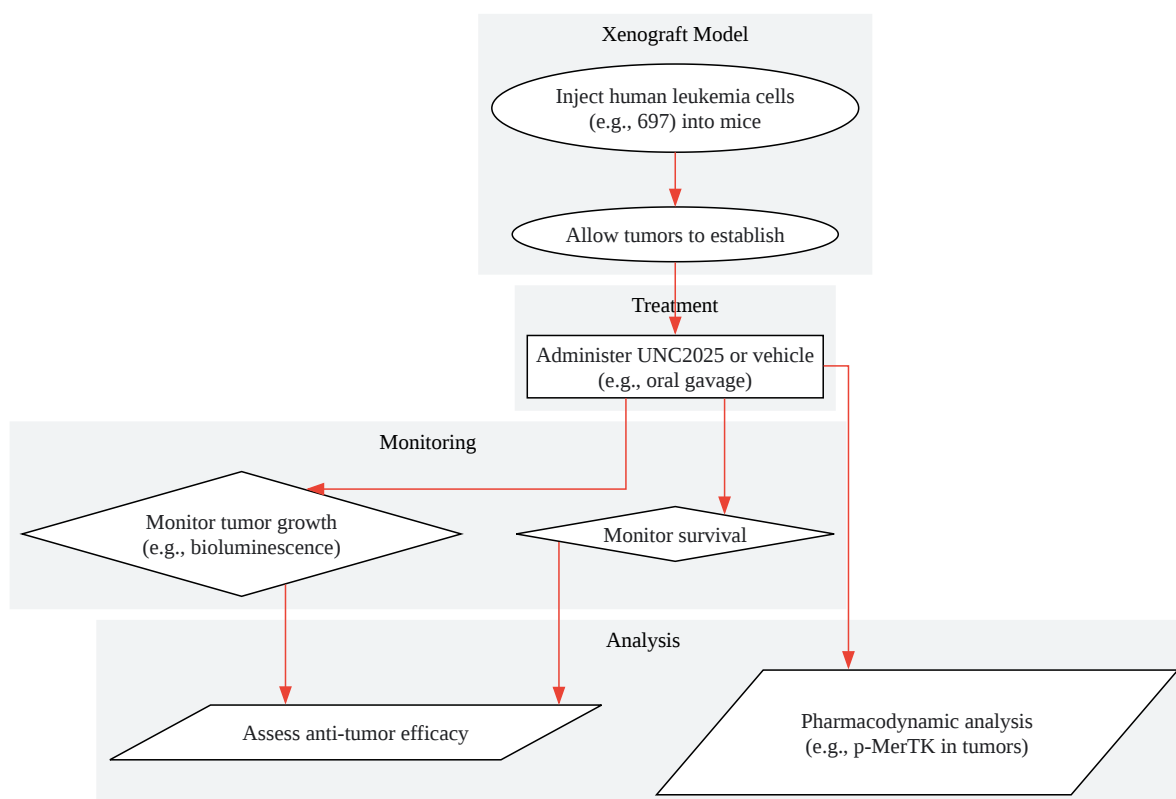 Xenograft Model
Inject human leukemia cells
(e.g., 697) into mice
Allow tumors to establish
Treatment
Administer UNC2025 or vehicle
(e.g., oral gavage)
Monitoring
Monitor tumor growth
(e.g., bioluminescence)
Monitor survival
Analysis
Assess anti-tumor efficacy
Pharmacodynamic analysis
(e.g., p-MerTK in tumors)